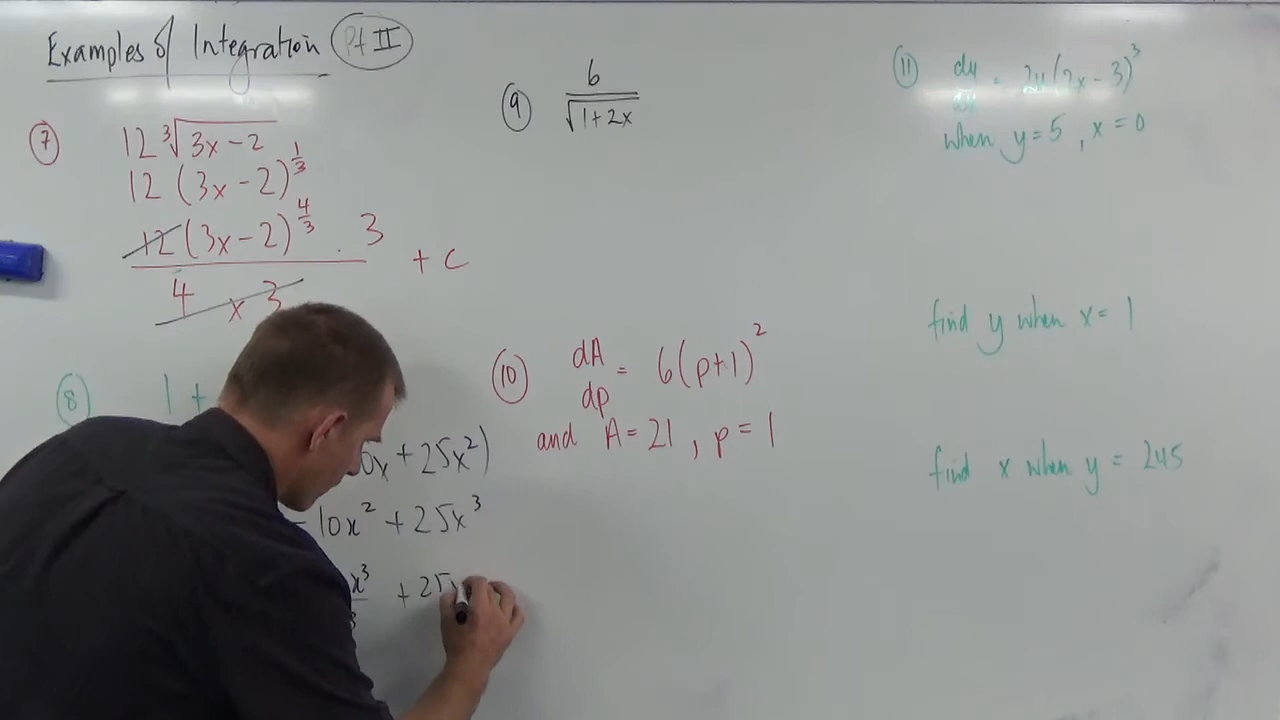 Examples of Integration Pt II
7 12 ∛(3x − 2)
12 (3x − 2)^(1/3)
12 (3x − 2)^(4/3) . 3 + c
4 x 3
8 1 +
x + 25x²)
10x² + 25x³
x³ + 25
9 6
√(1 + 2x)
10 dA/dp = 6(p+1)²
and A = 21 , p = 1
11 dy/dx = 24(2x − 3)³
when y = 5 , x = 0
find y when x = 1
find x when y = 245